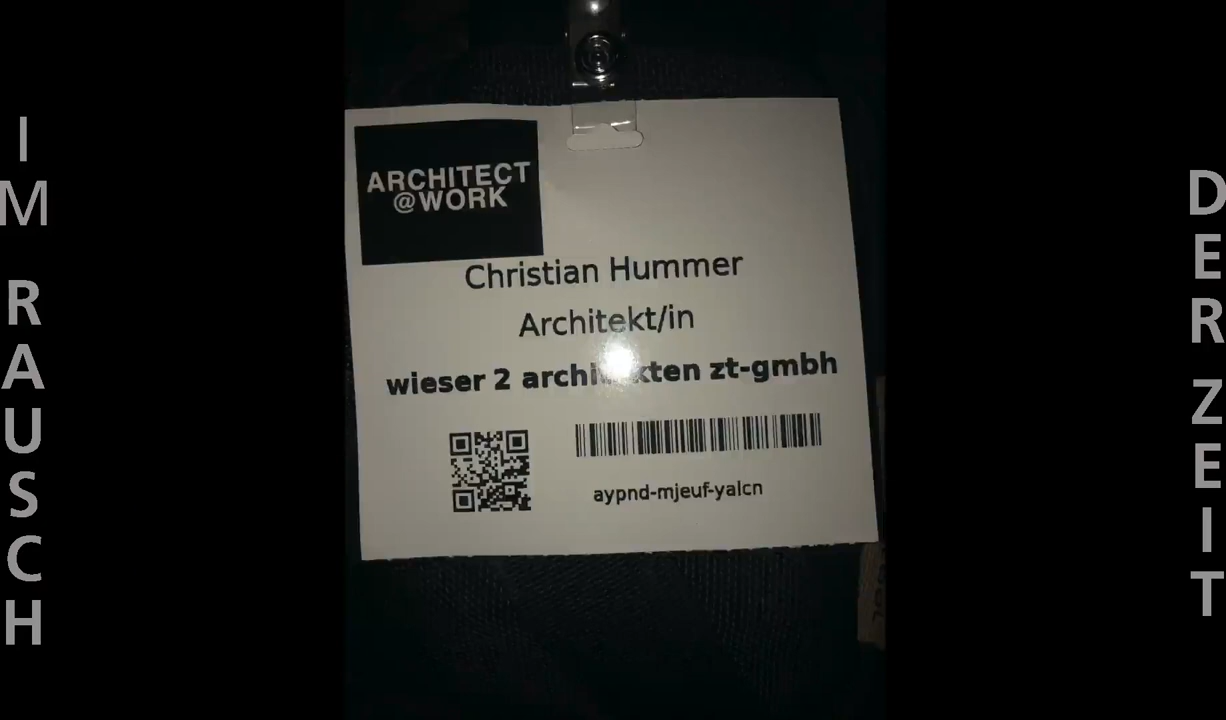 IM RAUSCH
DER ZEIT
ARCHITECT
@WORK
Christian Hummer
Architekt/in
wieser 2 architekten zt-gmbh
aypnd-mjeuf-yalcn